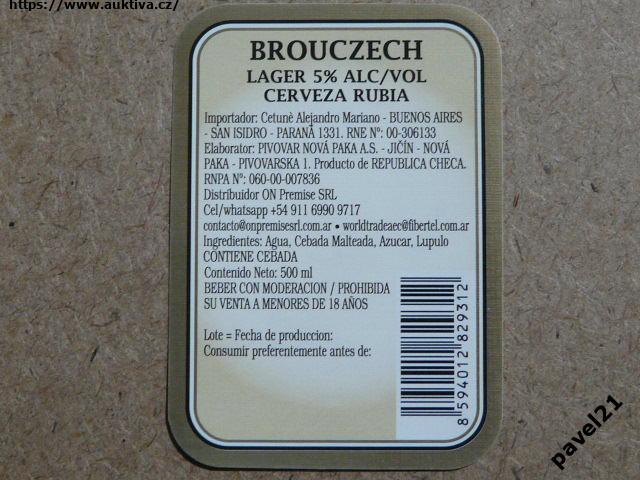 https://www.auktiva.cz/
BROUCZECH
LAGER 5% ALC/VOL
CERVEZA RUBIA
Importador: Cetunè Alejandro Mariano - BUENOS AIRES
- SAN ISIDRO - PARANÁ 1331. RNE Nº: 00-306133
Elaborator: PIVOVAR NOVÁ PAKA A.S. - JIČÍN - NOVÁ
PAKA - PIVOVARSKA 1. Producto de REPUBLICA CHECA.
RNPA Nº: 060-00-007836
Distribuidor ON Premise SRL
Cel/whatsapp +54 911 6990 9717
contacto@onpremisesrl.com.ar • worldtradeaec@fibertel.com.ar
Ingredientes: Agua, Cebada Malteada, Azucar, Lupulo
CONTIENE CEBADA
Contenido Neto: 500 ml
BEBER CON MODERACION / PROHIBIDA
SU VENTA A MENORES DE 18 AÑOS
Lote = Fecha de produccion:
Consumir preferentemente antes de:
8 594012 829312
pavel21